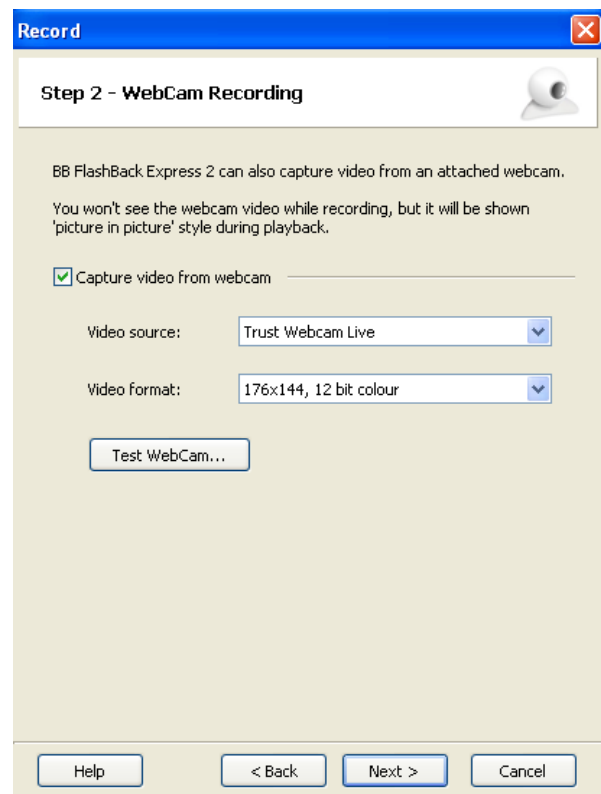 Record
Step 2 - WebCam Recording
BB FlashBack Express 2 can also capture video from an attached webcam.
You won't see the webcam video while recording, but it will be shown
'picture in picture' style during playback.
Capture video from webcam
Video source: Trust Webcam Live
Video format: 176x144, 12 bit colour
Test WebCam...
Help < Back Next > Cancel